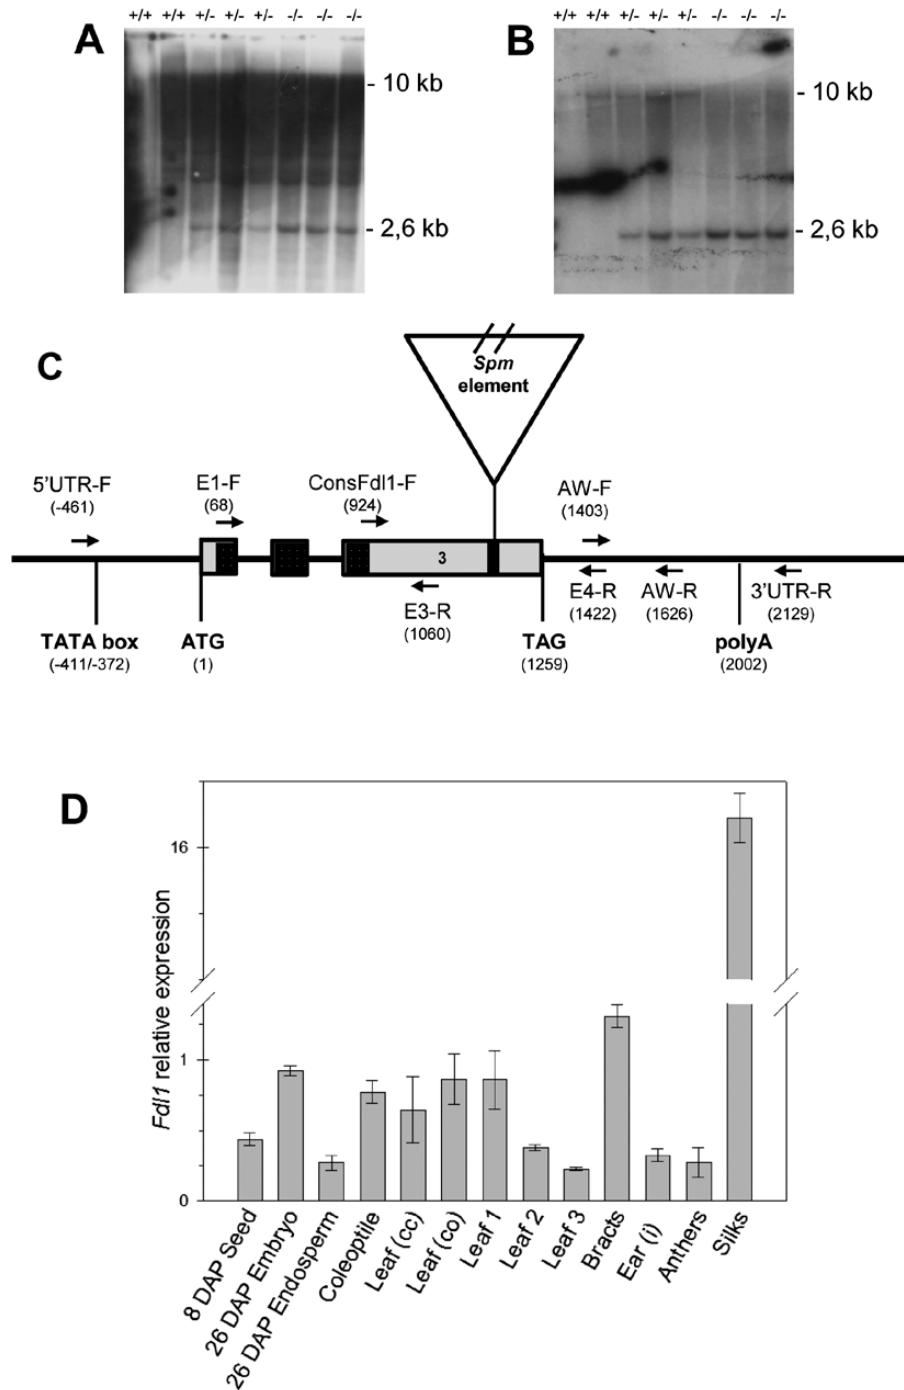 +/+ +/+ +/- +/- +/- -/- -/- -/-
A
- 10 kb
- 2,6 kb
+/+ +/+ +/- +/- +/- -/- -/- -/-
B
- 10 kb
- 2,6 kb
C
Spm
element
5'UTR-F
(-461)
E1-F
(68)
ConsFdl1-F
(924)
AW-F
(1403)
3
E3-R
(1060)
E4-R
(1422)
AW-R
(1626)
3'UTR-R
(2129)
TATA box
(-411/-372)
ATG
(1)
TAG
(1259)
polyA
(2002)
D
Fdl1 relative expression
16
1
0
8 DAP Seed
26 DAP Embryo
26 DAP Endosperm
Coleoptile
Leaf (cc)
Leaf (co)
Leaf 1
Leaf 2
Leaf 3
Bracts
Ear (i)
Anthers
Silks